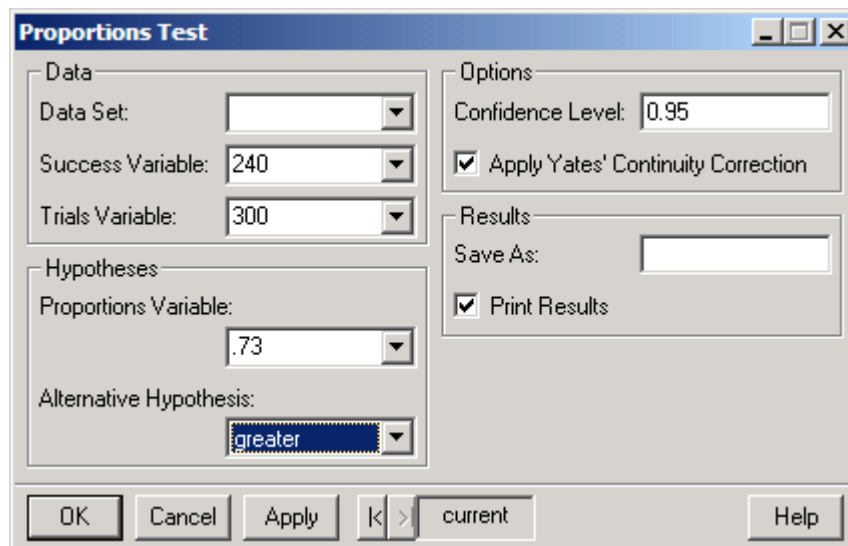 Proportions Test
Data
Data Set:
Success Variable: 240
Trials Variable: 300
Hypotheses
Proportions Variable:
.73
Alternative Hypothesis:
greater
Options
Confidence Level: 0.95
Apply Yates' Continuity Correction
Results
Save As:
Print Results
OK Cancel Apply current Help